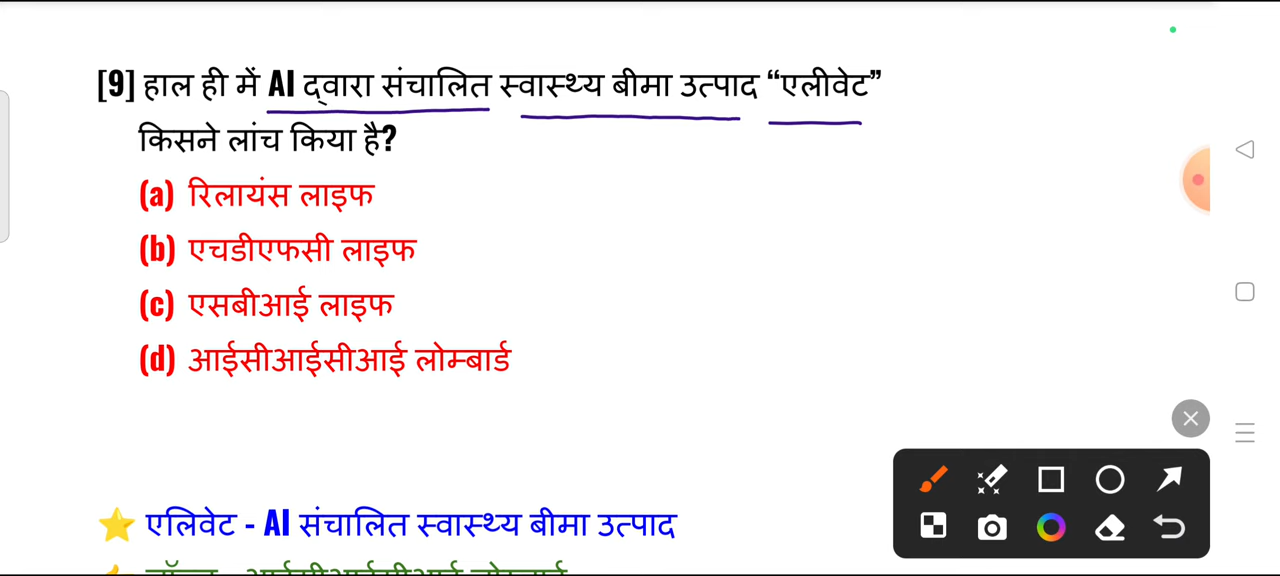 [9] हाल ही में AI द्वारा संचालित स्वास्थ्य बीमा उत्पाद “एलीवेट”
किसने लांच किया है?
(a) रिलायंस लाइफ
(b) एचडीएफसी लाइफ
(c) एसबीआई लाइफ
(d) आईसीआईसीआई लोम्बार्ड
एलिवेट - AI संचालित स्वास्थ्य बीमा उत्पाद